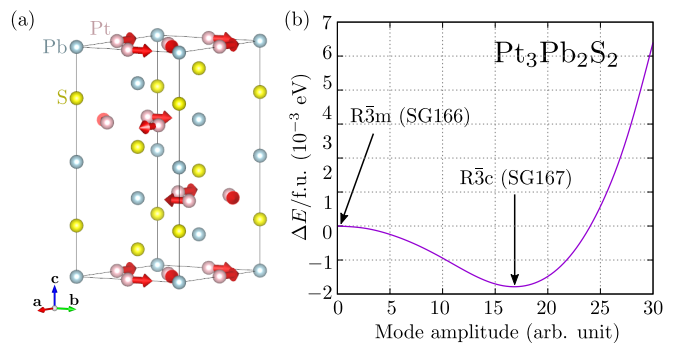 (a)
Pt
Pb
S
c
a
b
(b)
Pt₃Pb₂S₂
R3̅m (SG166)
R3̅c (SG167)
ΔE/f.u. (10⁻³ eV)
7
6
5
4
3
2
1
0
−1
−2
0 5 10 15 20 25 30
Mode amplitude (arb. unit)